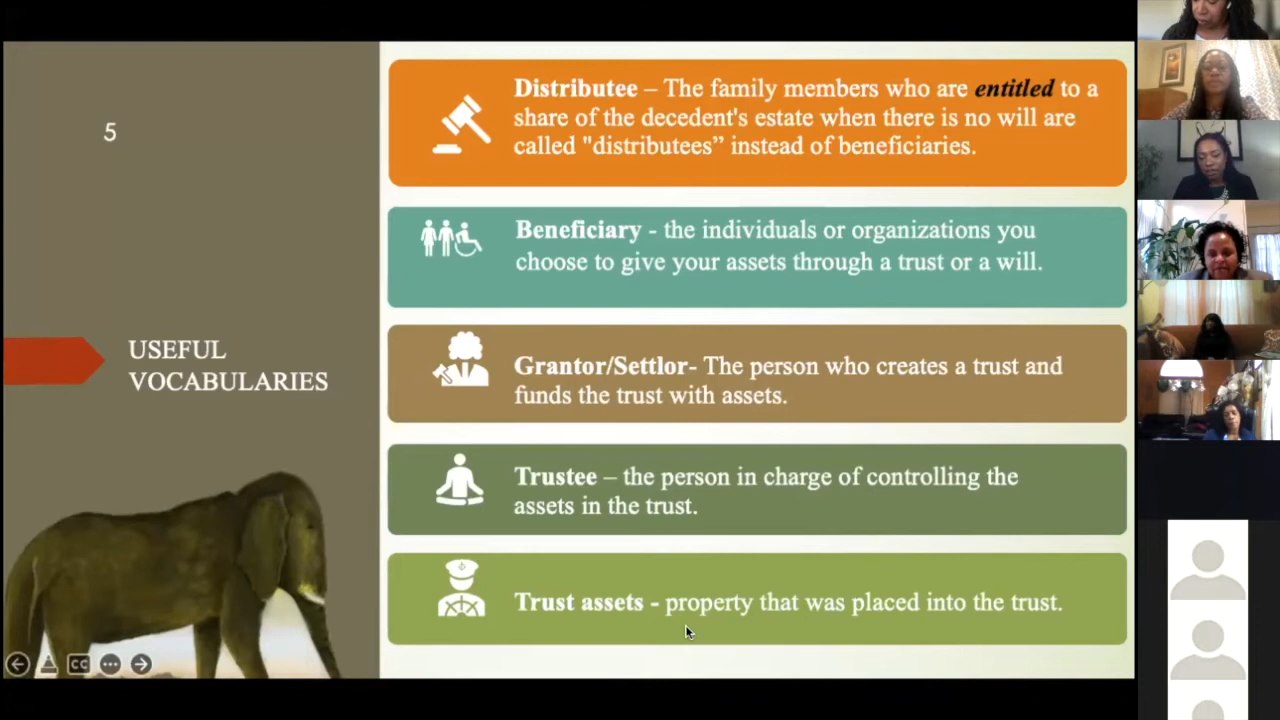 5
USEFUL
VOCABULARIES
Distributee – The family members who are entitled to a
share of the decedent's estate when there is no will are
called "distributees” instead of beneficiaries.
Beneficiary - the individuals or organizations you
choose to give your assets through a trust or a will.
Grantor/Settlor- The person who creates a trust and
funds the trust with assets.
Trustee – the person in charge of controlling the
assets in the trust.
Trust assets - property that was placed into the trust.
CC